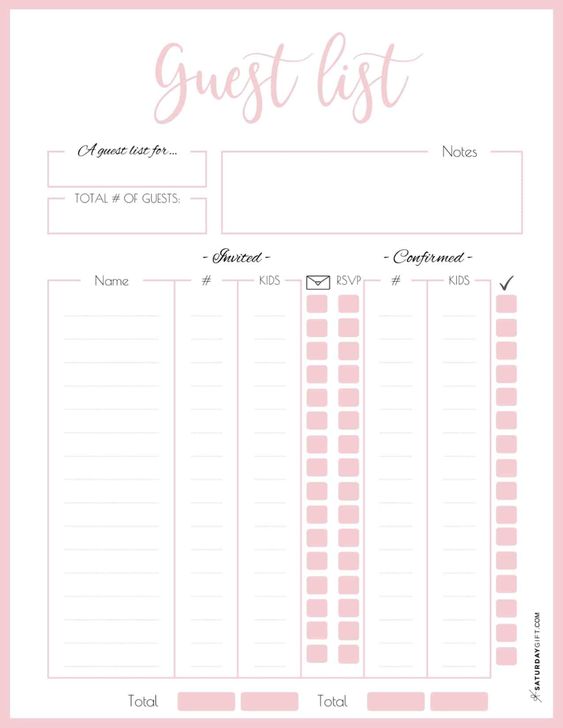 Guest list
A guest list for...
Notes
TOTAL # OF GUESTS:
- Invited -
- Confirmed -
Name # KIDS RSVP # KIDS
Total Total
SATURDAYGIFT.COM